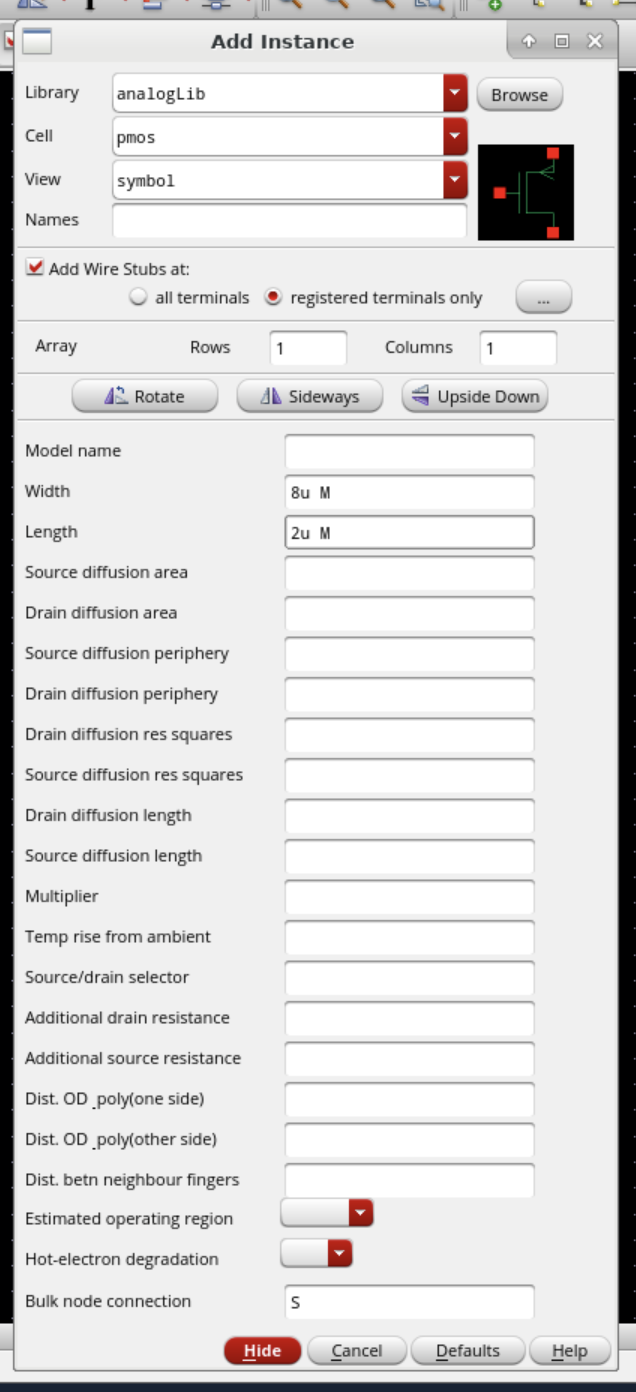 Add Instance
Library analogLib Browse
Cell pmos
View symbol
Names
Add Wire Stubs at:
all terminals registered terminals only ...
Array Rows 1 Columns 1
Rotate Sideways Upside Down
Model name
Width 8u M
Length 2u M
Source diffusion area
Drain diffusion area
Source diffusion periphery
Drain diffusion periphery
Drain diffusion res squares
Source diffusion res squares
Drain diffusion length
Source diffusion length
Multiplier
Temp rise from ambient
Source/drain selector
Additional drain resistance
Additional source resistance
Dist. OD_poly(one side)
Dist. OD_poly(other side)
Dist. betn neighbour fingers
Estimated operating region
Hot-electron degradation
Bulk node connection S
Hide Cancel Defaults Help